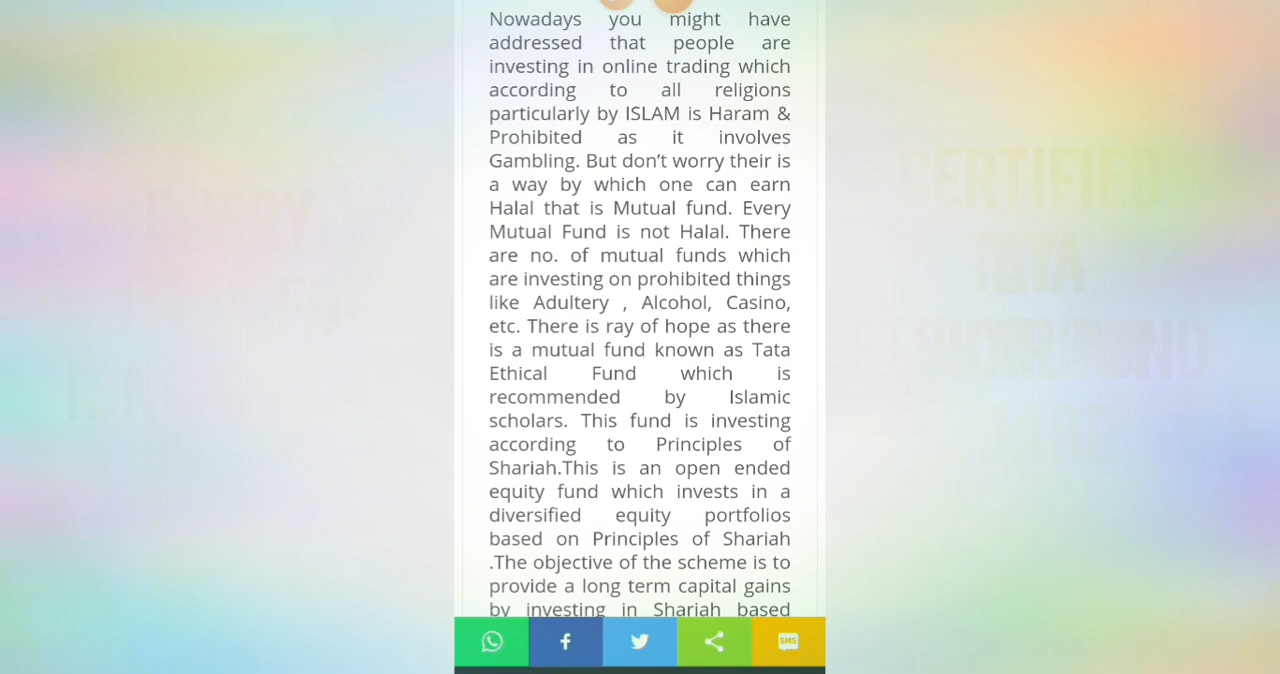 Nowadays you might have
addressed that people are
investing in online trading which
according to all religions
particularly by ISLAM is Haram &
Prohibited as it involves
Gambling. But don’t worry their is
a way by which one can earn
Halal that is Mutual fund. Every
Mutual Fund is not Halal. There
are no. of mutual funds which
are investing on prohibited things
like Adultery , Alcohol, Casino,
etc. There is ray of hope as there
is a mutual fund known as Tata
Ethical Fund which is
recommended by Islamic
scholars. This fund is investing
according to Principles of
Shariah.This is an open ended
equity fund which invests in a
diversified equity portfolios
based on Principles of Shariah
.The objective of the scheme is to
provide a long term capital gains
by investing in Shariah based
SMS
CERTIFIED